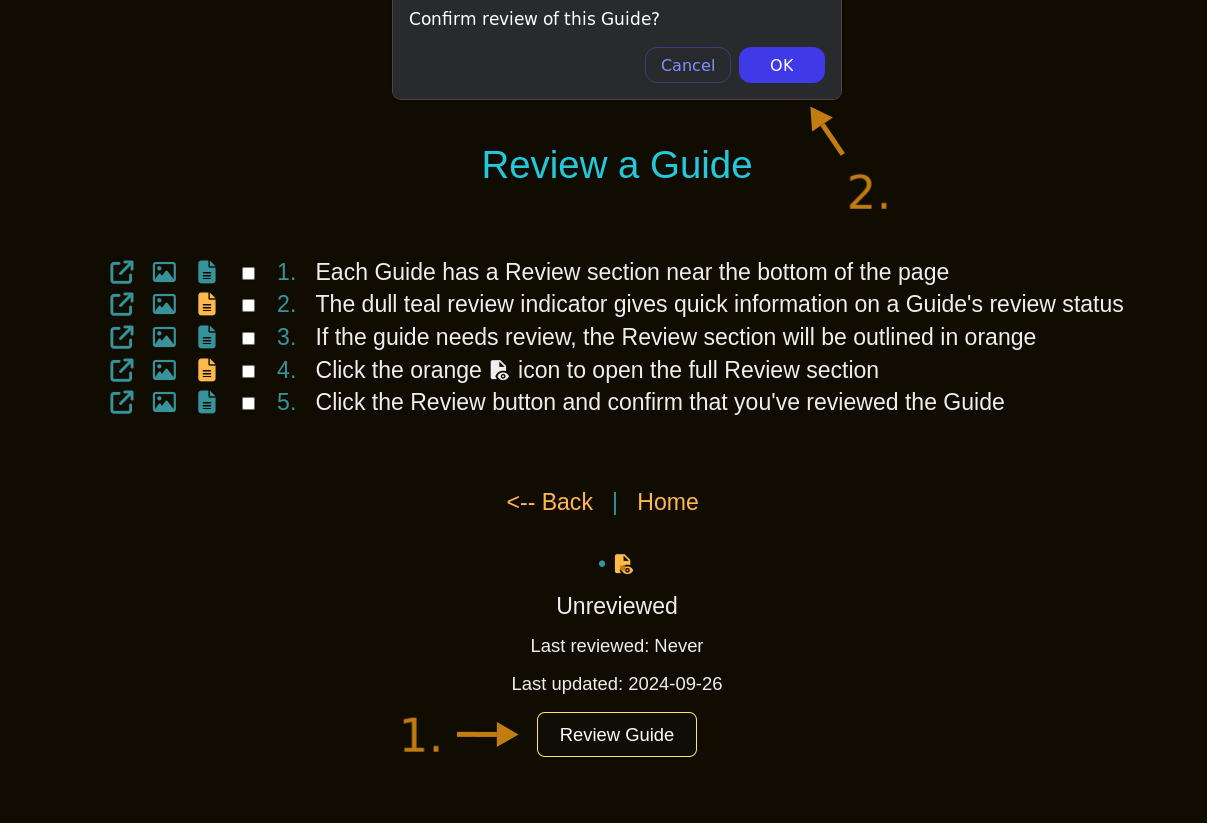 Confirm review of this Guide?
Cancel OK
Review a Guide
2.
1. Each Guide has a Review section near the bottom of the page
2. The dull teal review indicator gives quick information on a Guide's review status
3. If the guide needs review, the Review section will be outlined in orange
4. Click the orange icon to open the full Review section
5. Click the Review button and confirm that you've reviewed the Guide
<-- Back | Home
•
Unreviewed
Last reviewed: Never
Last updated: 2024-09-26
1. Review Guide